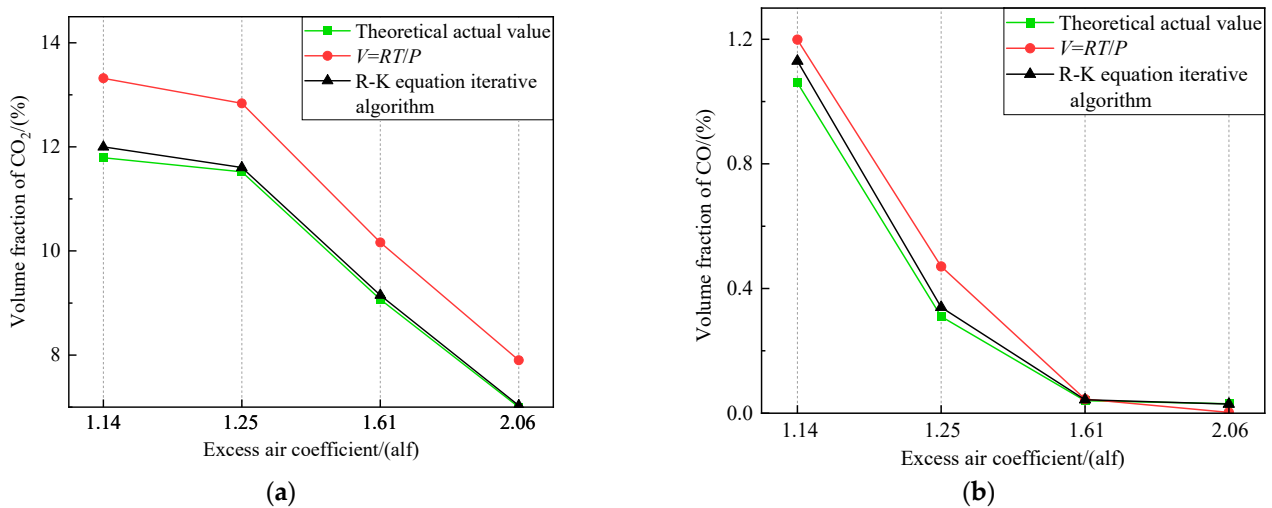 14
12
10
8
Volume fraction of CO₂/(%)
Theoretical actual value
V=RT/P
R-K equation iterative
algorithm
1.14 1.25 1.61 2.06
Excess air coefficient/(alf)
(a)
1.2
0.8
0.4
0.0
Volume fraction of CO/(%)
Theoretical actual value
V=RT/P
R-K equation iterative
algorithm
1.14 1.25 1.61 2.06
Excess air coefficient/(alf)
(b)